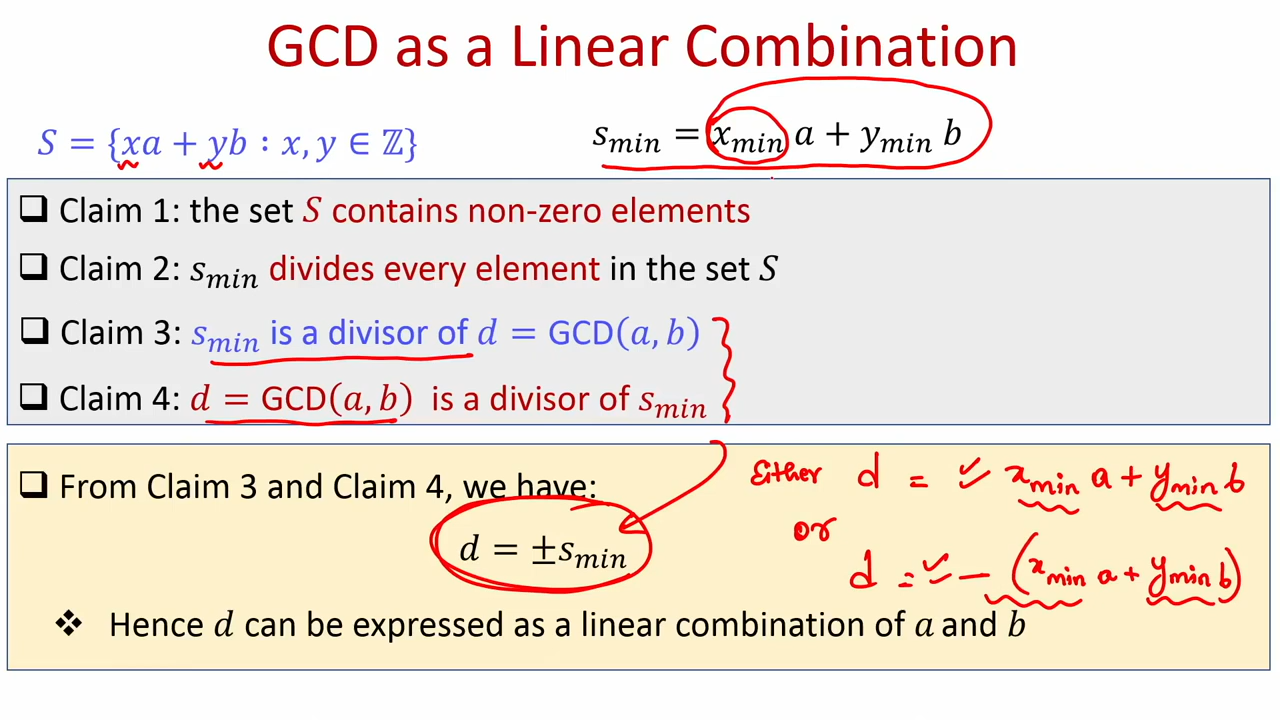 GCD as a Linear Combination
S = {xa + yb : x, y ∈ ℤ}
s_min = x_min a + y_min b
❑ Claim 1: the set S contains non-zero elements
❑ Claim 2: s_min divides every element in the set S
❑ Claim 3: s_min is a divisor of d = GCD(a, b)
❑ Claim 4: d = GCD(a, b) is a divisor of s_min
❑ From Claim 3 and Claim 4, we have:
d = ±s_min
Either d = ✓ x_min a + y_min b
or
d = ✓ − (x_min a + y_min b)
❖ Hence d can be expressed as a linear combination of a and b